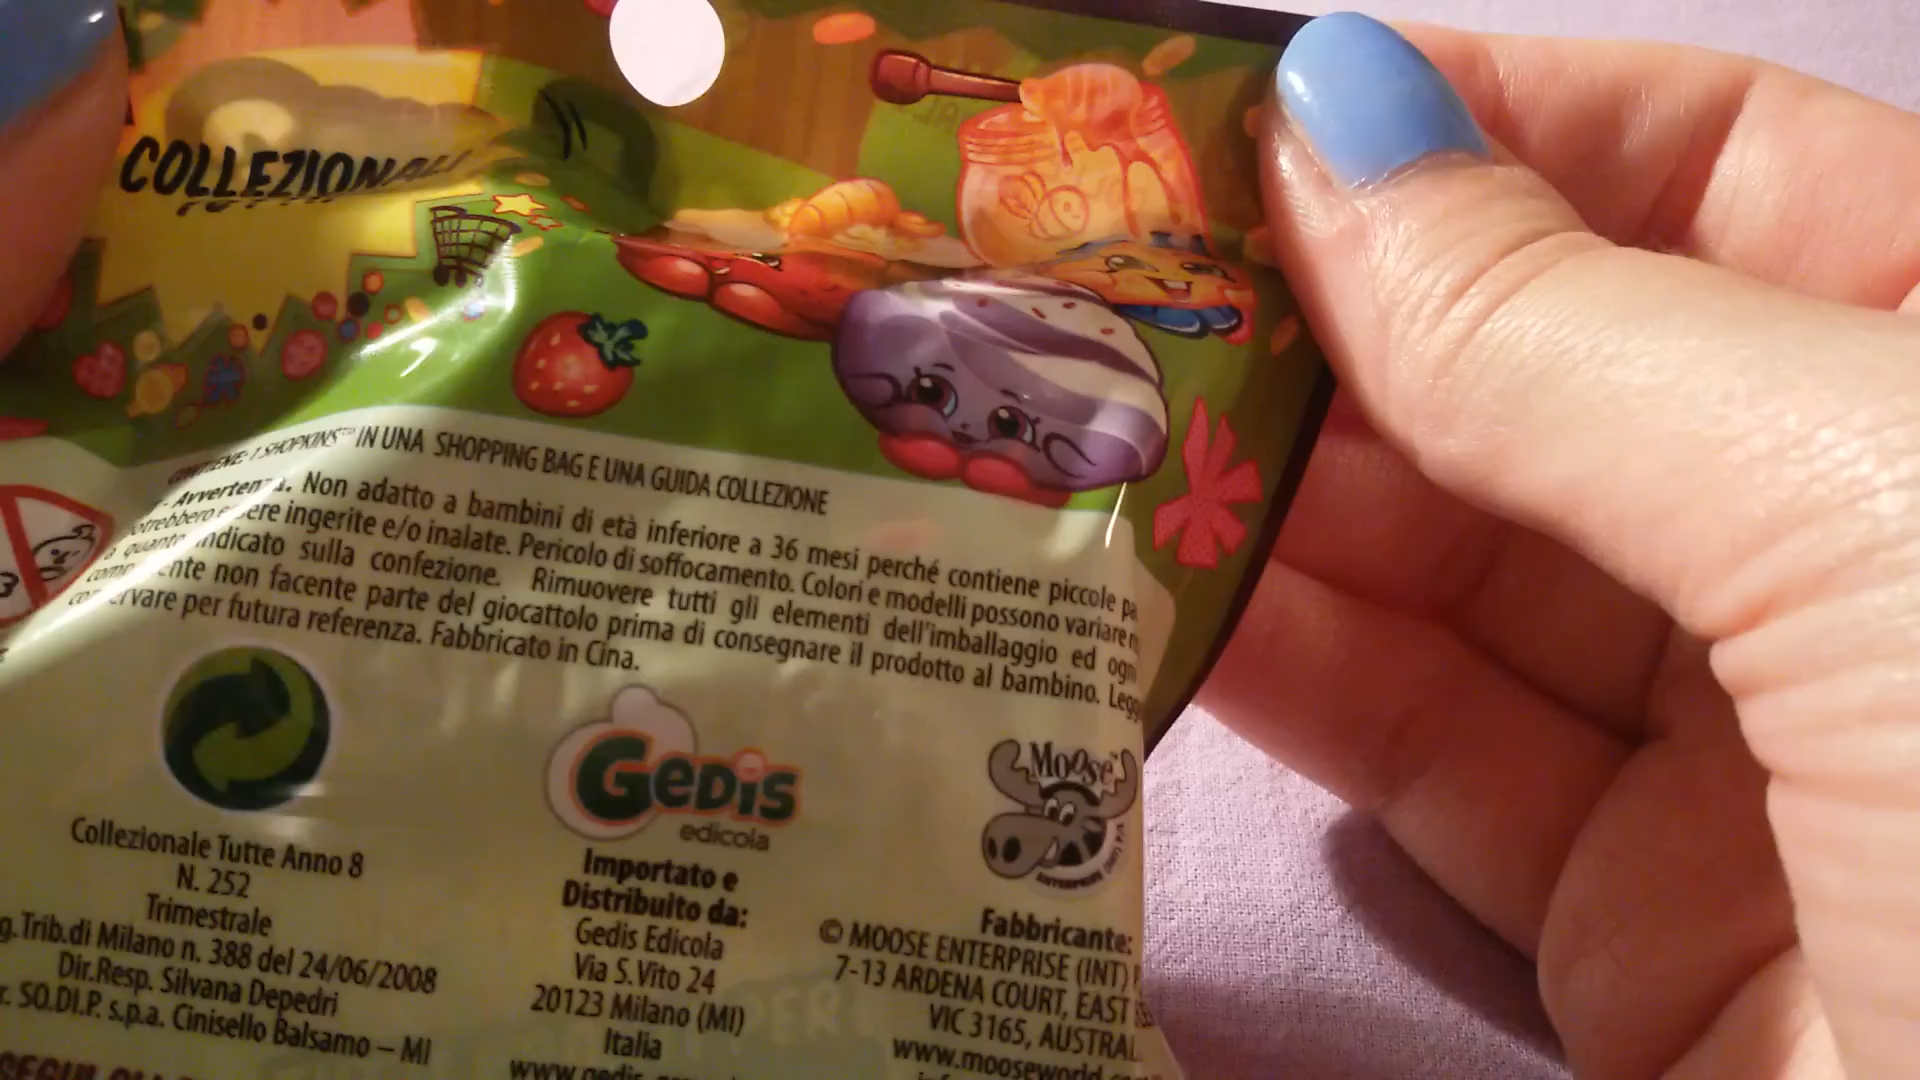 COLLEZIONALI
CONTIENE: 1 SHOPKINS™ IN UNA SHOPPING BAG E UNA GUIDA COLLEZIONE
- Avvertenza. Non adatto a bambini di età inferiore a 36 mesi perché contiene piccole pa
otrebbero essere ingerite e/o inalate. Pericolo di soffocamento. Colori e modelli possono variare r
a quanto indicato sulla confezione. Rimuovere tutti gli elementi dell'imballaggio ed ogn
componente non facente parte del giocattolo prima di consegnare il prodotto al bambino. Legg
conservare per futura referenza. Fabbricato in Cina.
3
Collezionale Tutte Anno 8
N. 252
Trimestrale
g. Trib.di Milano n. 388 del 24/06/2008
Dir.Resp. Silvana Depedri
r. SO.DI.P. s.p.a. Cinisello Balsamo – MI
SEGUI
GEDIS
edicola
Importato e
Distribuito da:
Gedis Edicola
Via S. Vito 24
20123 Milano (MI)
Italia
MOOSE™
Fabbricante:
© MOOSE ENTERPRISE (INT)
7-13 ARDENA COURT, EAST
VIC 3165, AUSTRAL
www.mooseworld.co